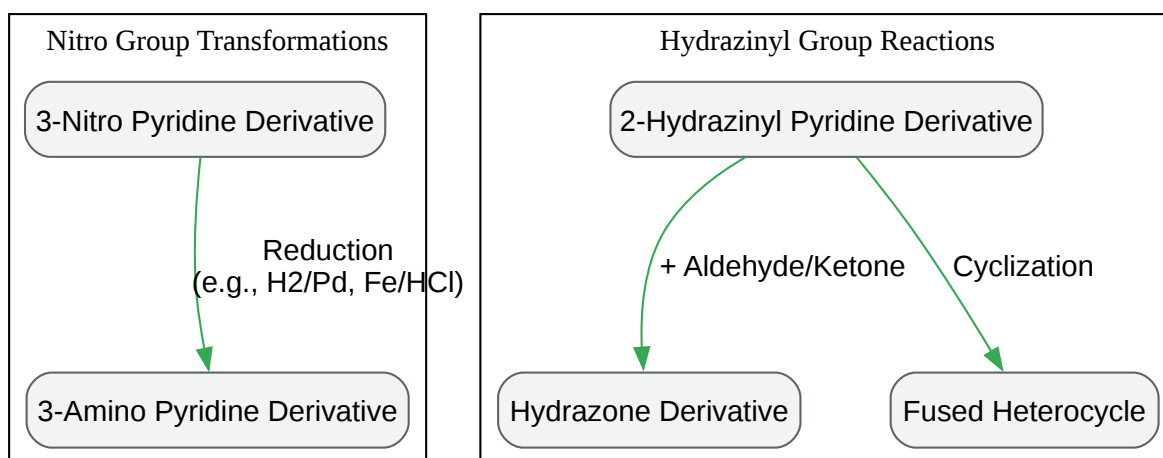 Nitro Group Transformations
3-Nitro Pyridine Derivative
Reduction
(e.g., H2/Pd, Fe/HCl)
3-Amino Pyridine Derivative
Hydrazinyl Group Reactions
2-Hydrazinyl Pyridine Derivative
+ Aldehyde/Ketone
Cyclization
Hydrazone Derivative
Fused Heterocycle